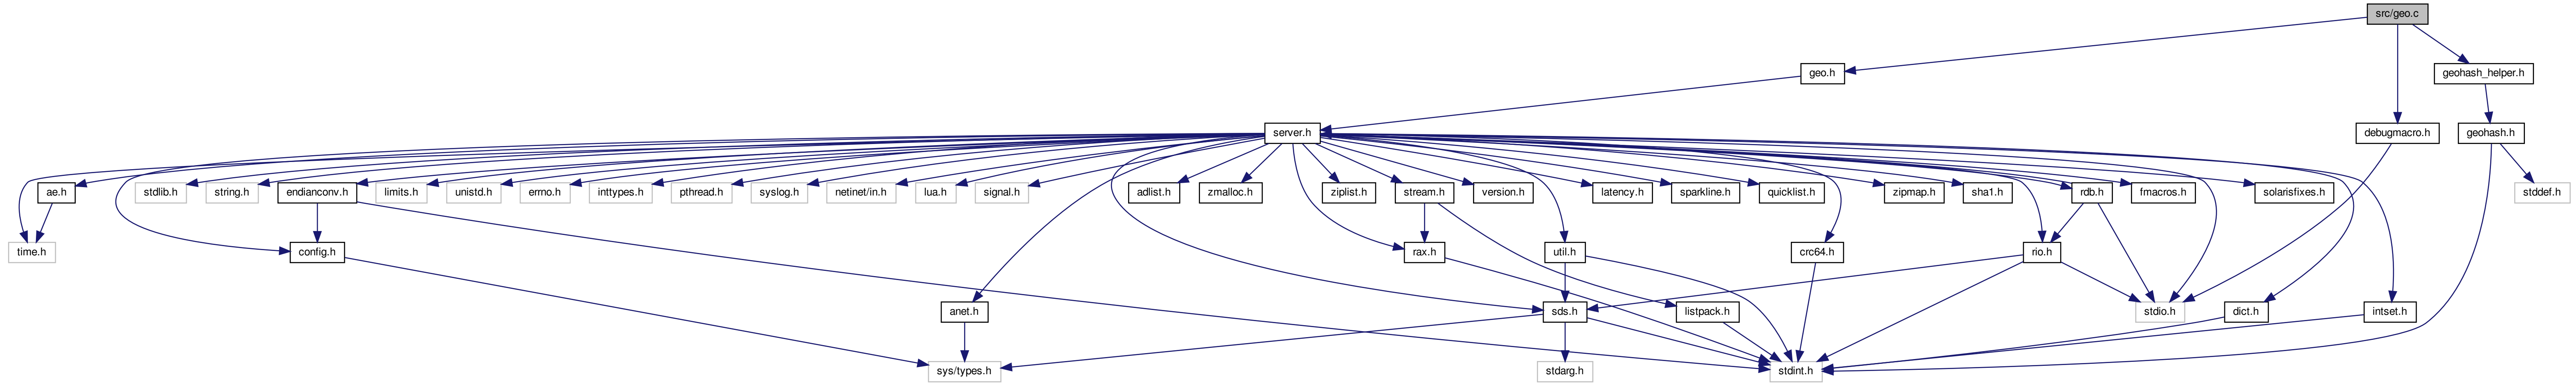 src/geo.c
geo.h
geohash_helper.h
server.h
debugmacro.h
geohash.h
ae.h
stdlib.h
string.h
endianconv.h
limits.h
unistd.h
errno.h
inttypes.h
pthread.h
syslog.h
netinet/in.h
lua.h
signal.h
adlist.h
zmalloc.h
ziplist.h
stream.h
version.h
latency.h
sparkline.h
quicklist.h
zipmap.h
sha1.h
rdb.h
fmacros.h
solarisfixes.h
stddef.h
time.h
config.h
rax.h
util.h
crc64.h
rio.h
anet.h
sds.h
listpack.h
stdio.h
dict.h
intset.h
sys/types.h
stdarg.h
stdint.h